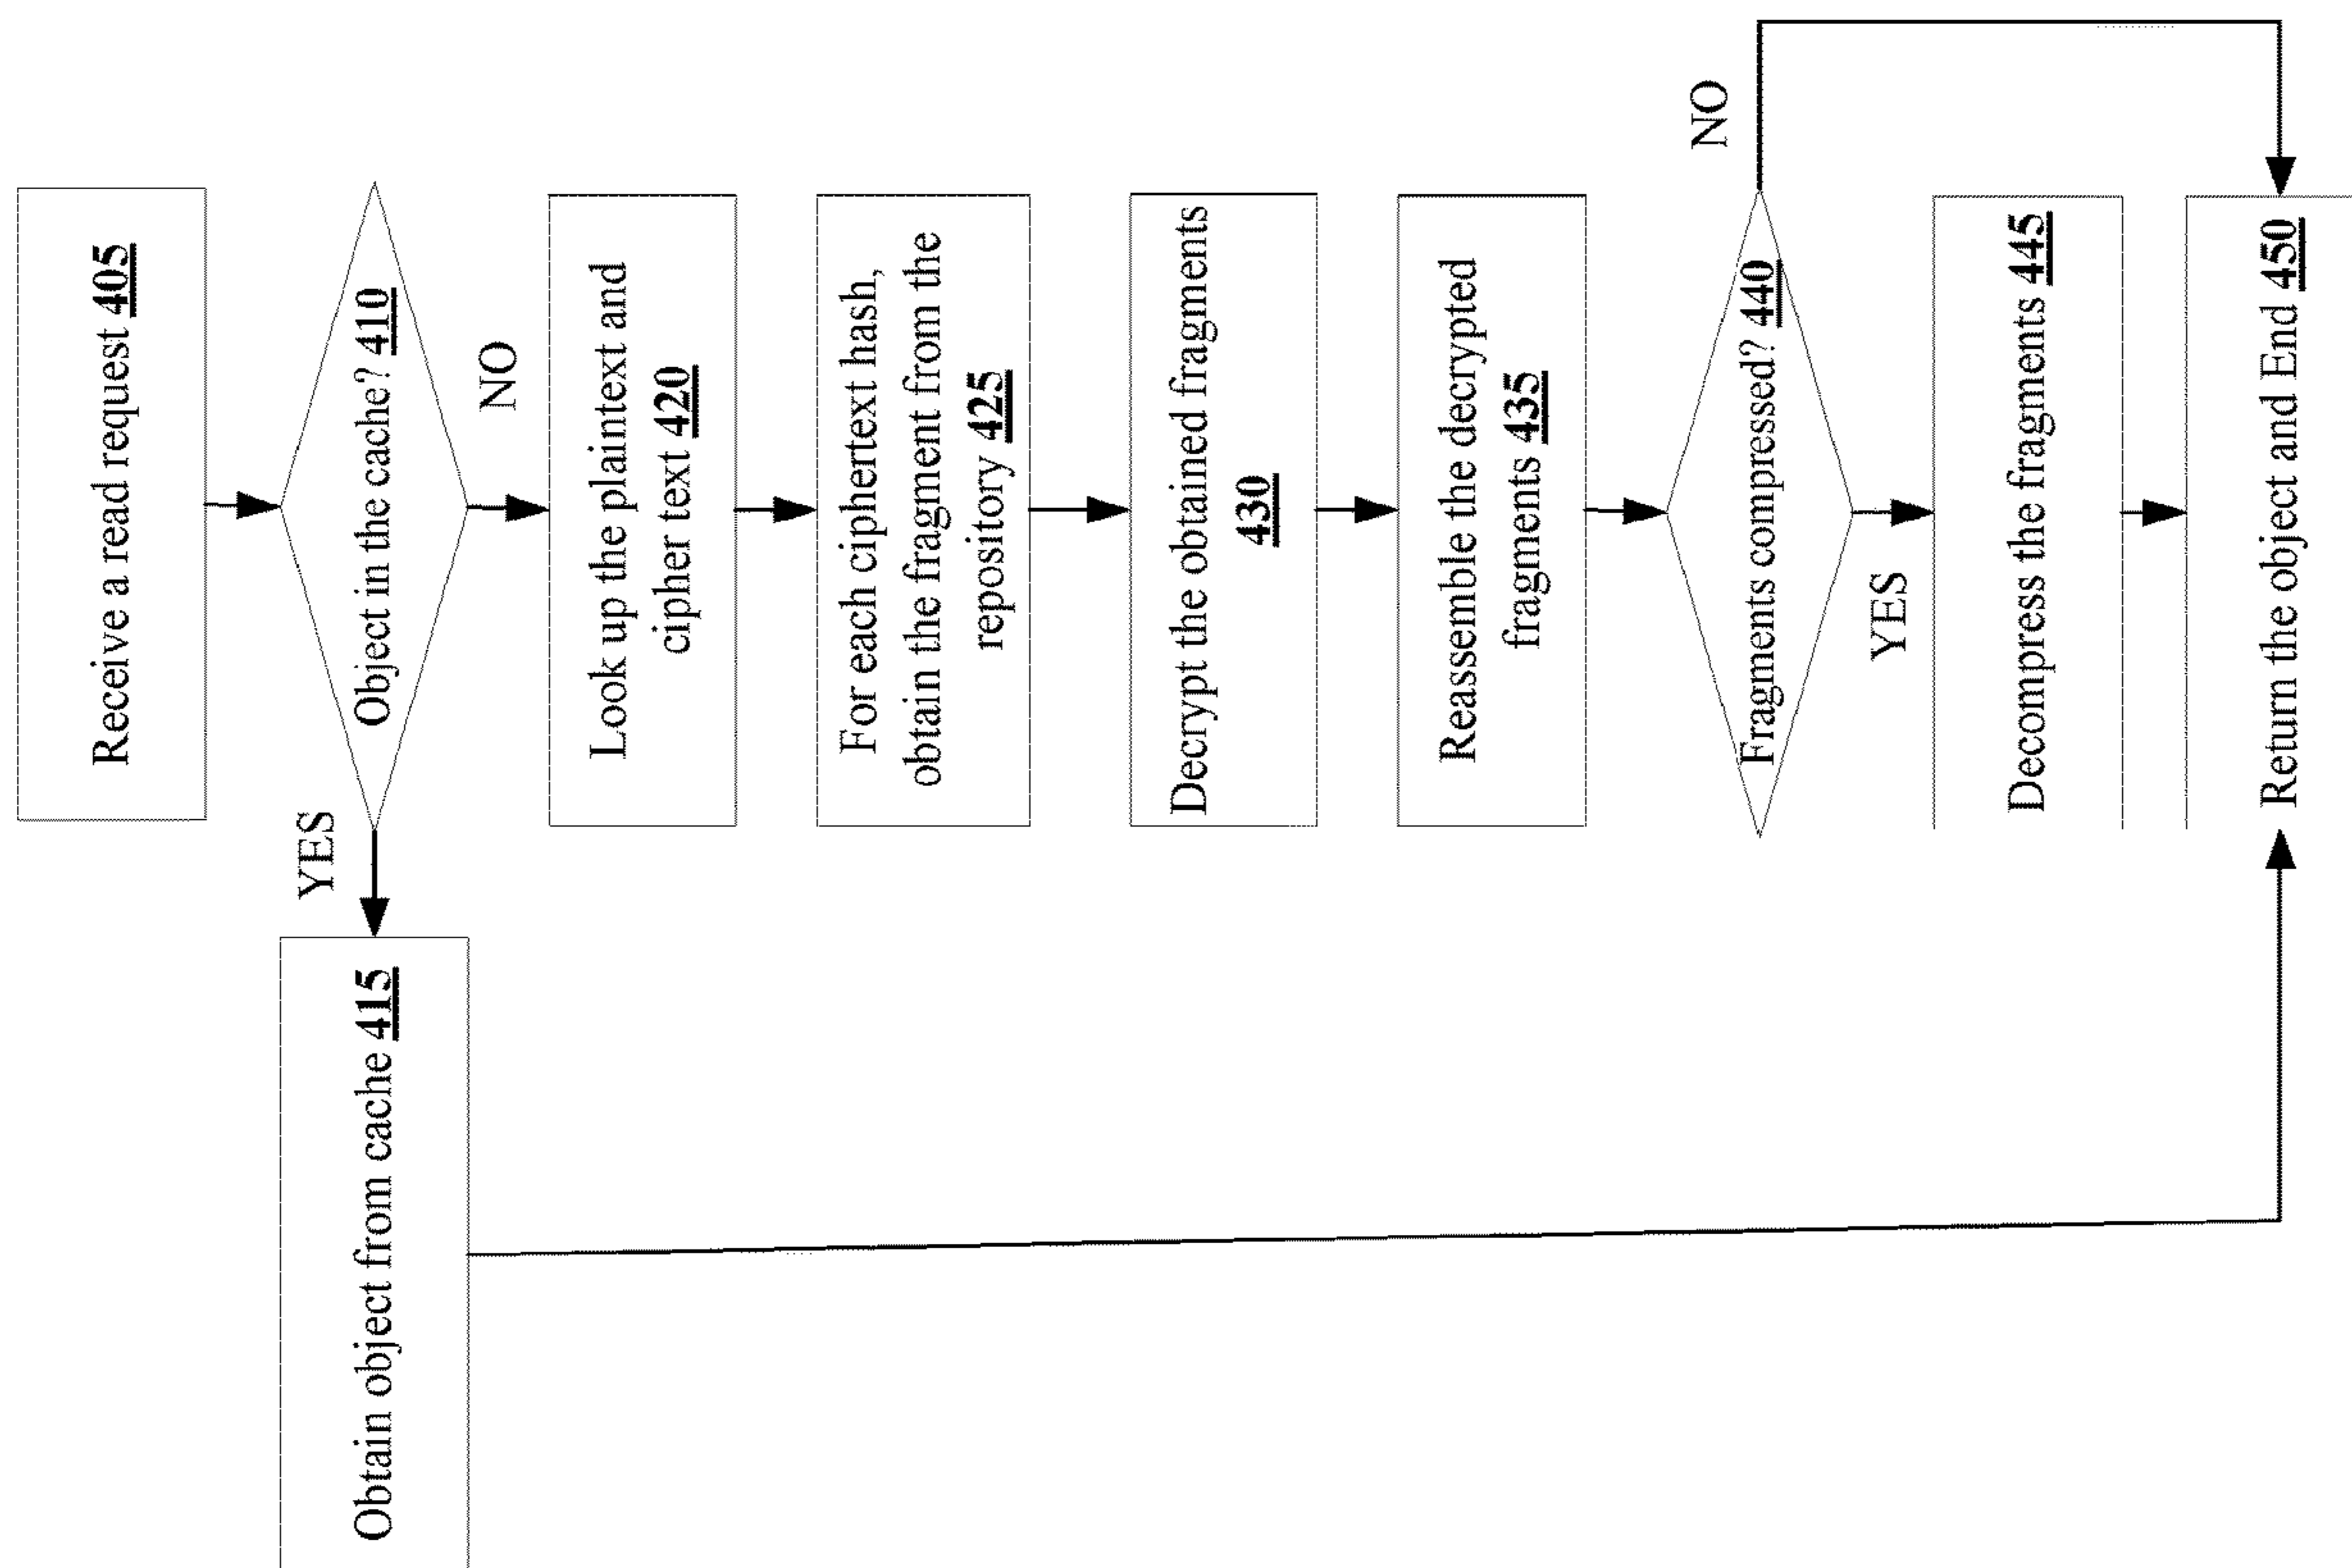 Receive a read request 405
Object in the cache? 410
YES
NO
Obtain object from cache 415
Look up the plaintext and
cipher text 420
For each ciphertext hash,
obtain the fragment from the
repository 425
Decrypt the obtained fragments
430
Reassemble the decrypted
fragments 435
Fragments compressed? 440
NO
YES
Decompress the fragments 445
Return the object and End 450